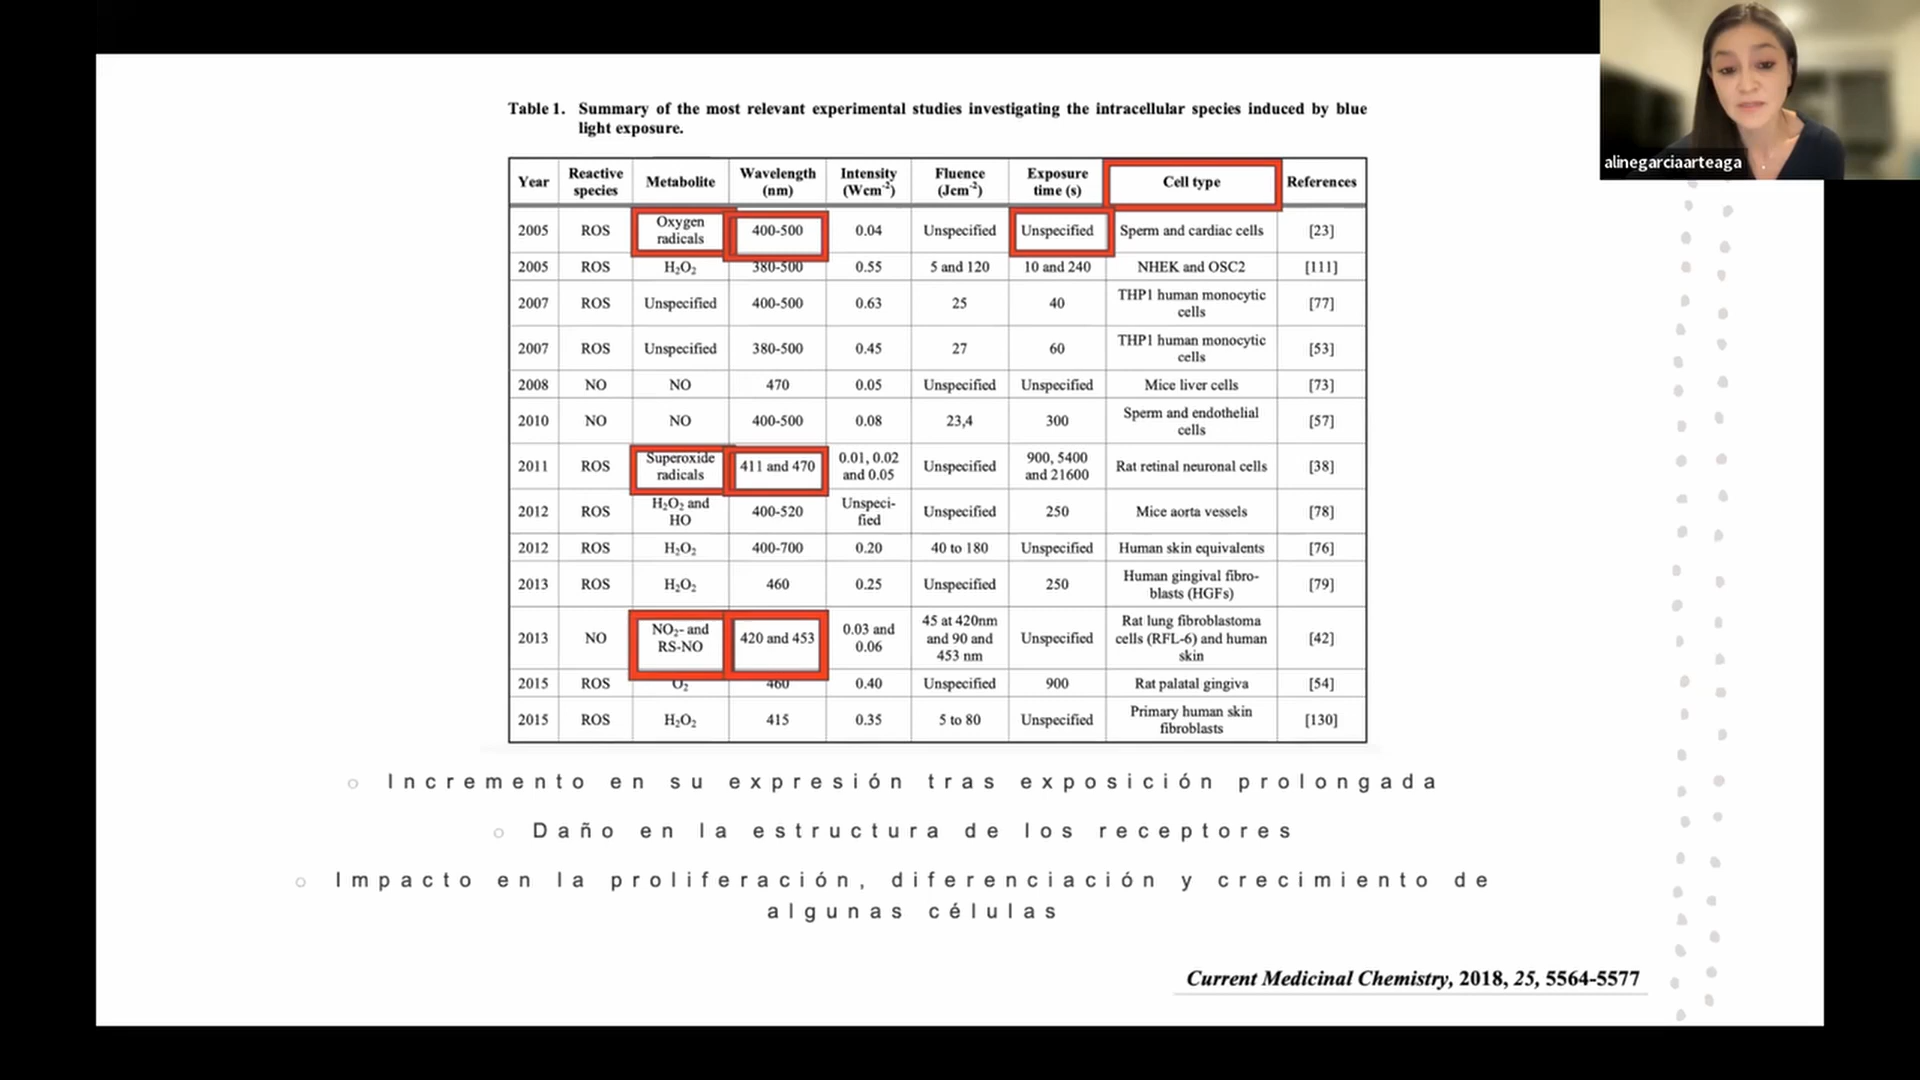 alinegarciaarteaga
Table 1. Summary of the most relevant experimental studies investigating the intracellular species induced by blue
light exposure.
Year Reactive species Metabolite Wavelength (nm) Intensity (Wcm⁻²) Fluence (Jcm⁻²) Exposure time (s) Cell type References
2005 ROS Oxygen radicals 400-500 0.04 Unspecified Unspecified Sperm and cardiac cells [23]
2005 ROS H₂O₂ 380-500 0.55 5 and 120 10 and 240 NHEK and OSC2 [111]
2007 ROS Unspecified 400-500 0.63 25 40 THP1 human monocytic cells [77]
2007 ROS Unspecified 380-500 0.45 27 60 THP1 human monocytic cells [53]
2008 NO NO 470 0.05 Unspecified Unspecified Mice liver cells [73]
2010 NO NO 400-500 0.08 23,4 300 Sperm and endothelial cells [57]
2011 ROS Superoxide radicals 411 and 470 0.01, 0.02 and 0.05 Unspecified 900, 5400 and 21600 Rat retinal neuronal cells [38]
2012 ROS H₂O₂ and HO 400-520 Unspeci-fied Unspecified 250 Mice aorta vessels [78]
2012 ROS H₂O₂ 400-700 0.20 40 to 180 Unspecified Human skin equivalents [76]
2013 ROS H₂O₂ 460 0.25 Unspecified 250 Human gingival fibro-blasts (HGFs) [79]
2013 NO NO₂- and RS-NO 420 and 453 0.03 and 0.06 45 at 420nm and 90 and 453 nm Unspecified Rat lung fibroblastoma cells (RFL-6) and human skin [42]
2015 ROS O₂ 460 0.40 Unspecified 900 Rat palatal gingiva [54]
2015 ROS H₂O₂ 415 0.35 5 to 80 Unspecified Primary human skin fibroblasts [130]
Incremento en su expresión tras exposición prolongada
Daño en la estructura de los receptores
Impacto en la proliferación, diferenciación y crecimiento de
algunas células
Current Medicinal Chemistry, 2018, 25, 5564-5577